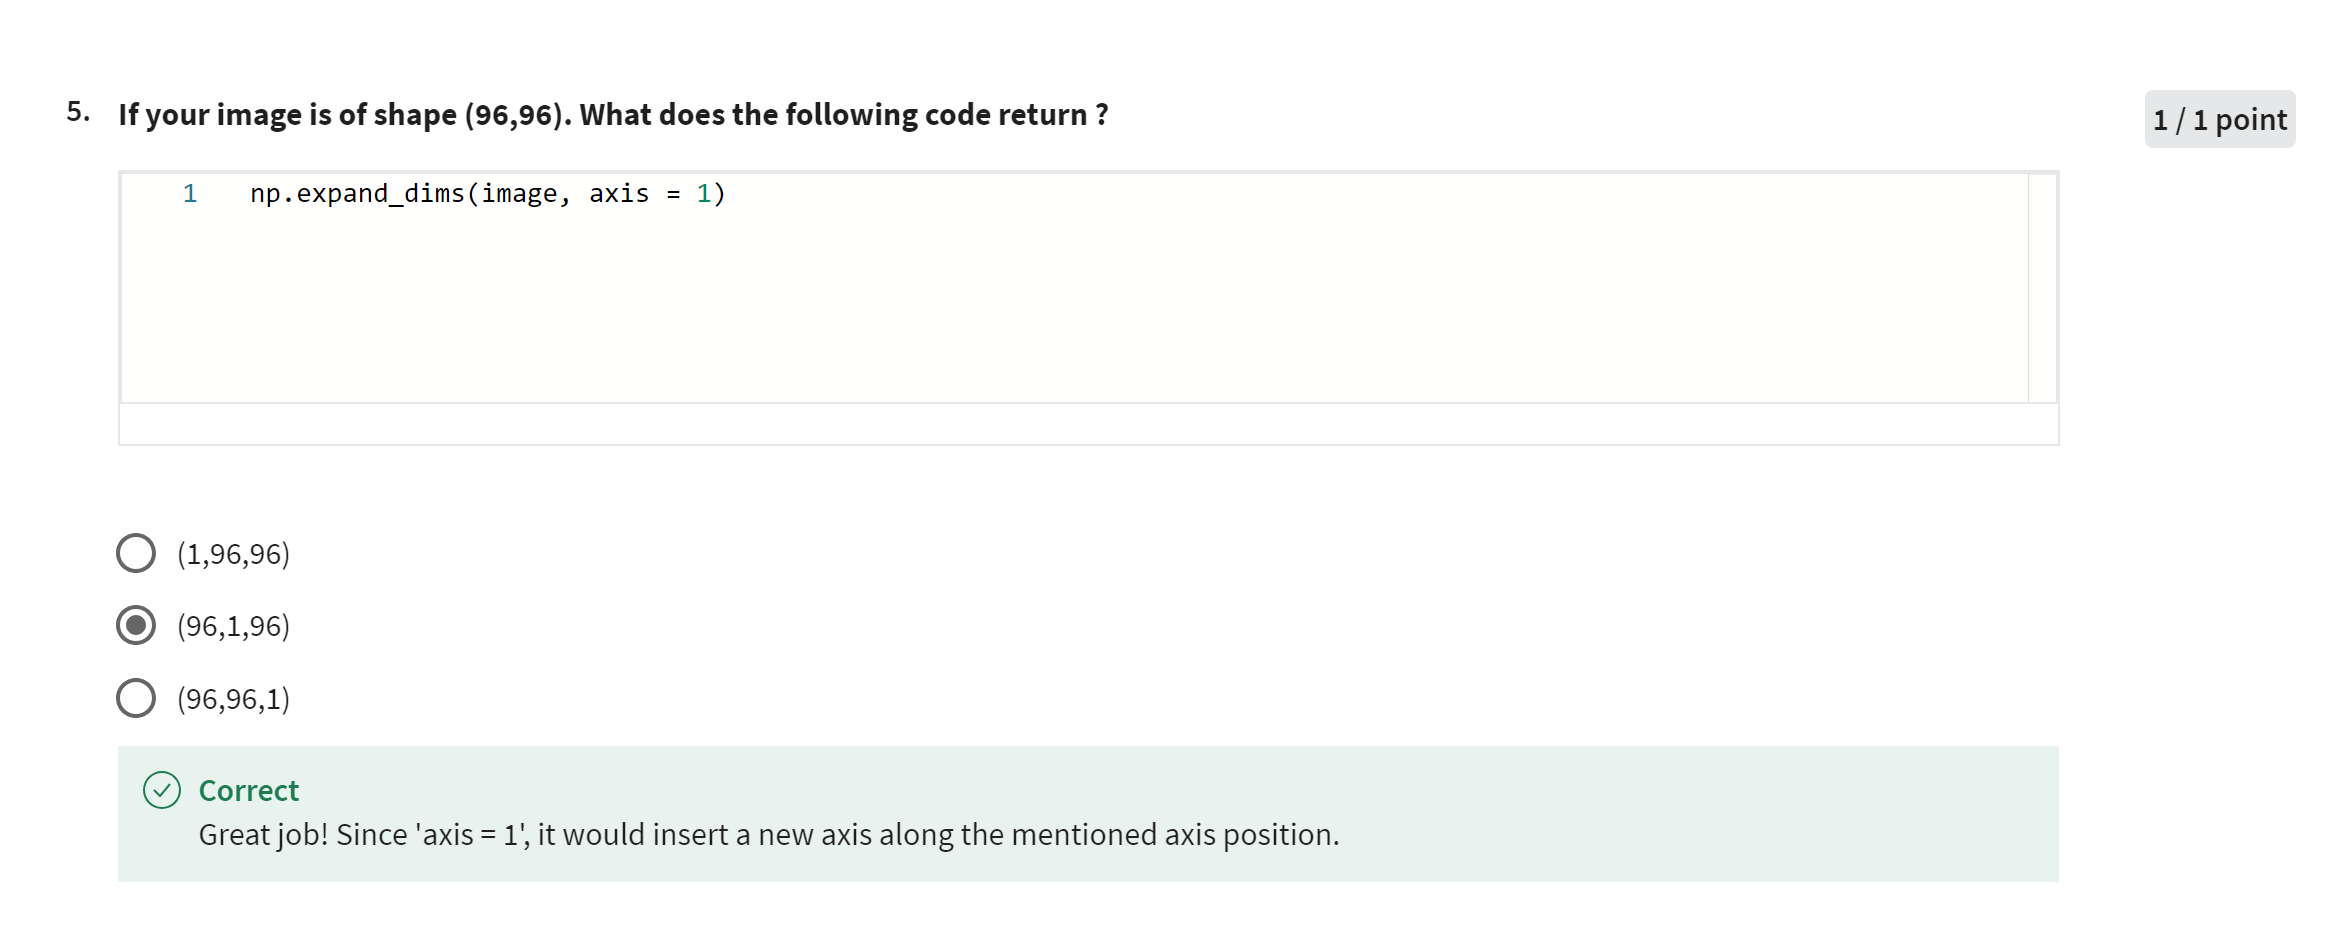 5. If your image is of shape (96,96). What does the following code return ?
1 / 1 point
1 np.expand_dims(image, axis = 1)
(1,96,96)
(96,1,96)
(96,96,1)
Correct
Great job! Since 'axis = 1', it would insert a new axis along the mentioned axis position.